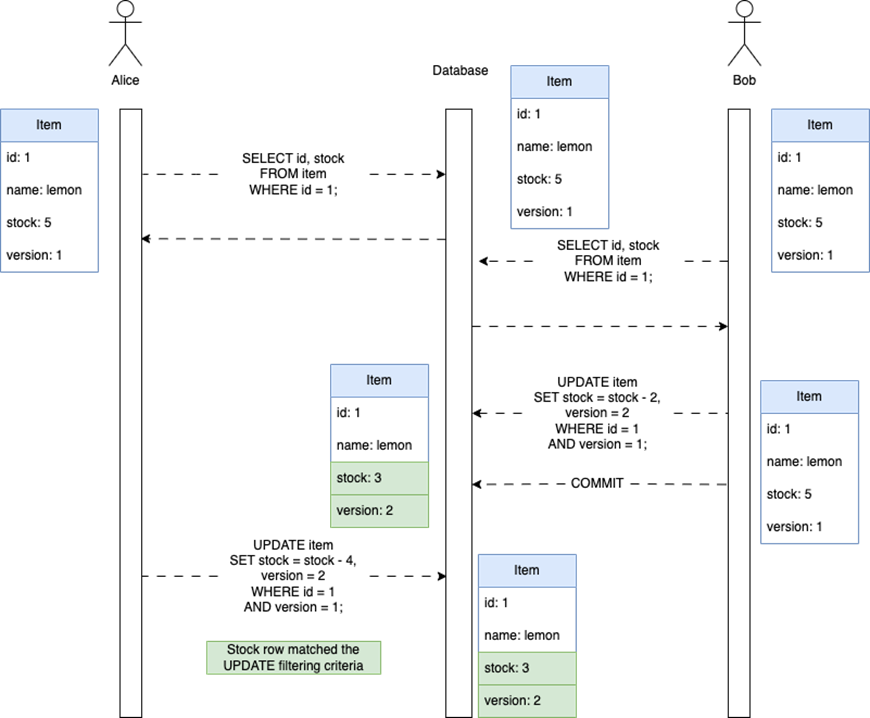 Alice
Database
Bob
Item
id: 1
name: lemon
stock: 5
version: 1
Item
id: 1
name: lemon
stock: 5
version: 1
Item
id: 1
name: lemon
stock: 5
version: 1
SELECT id, stock
FROM item
WHERE id = 1;
SELECT id, stock
FROM item
WHERE id = 1;
Item
id: 1
name: lemon
stock: 3
version: 2
UPDATE item
SET stock = stock - 2,
version = 2
WHERE id = 1
AND version = 1;
COMMIT
Item
id: 1
name: lemon
stock: 5
version: 1
UPDATE item
SET stock = stock - 4,
version = 2
WHERE id = 1
AND version = 1;
Stock row matched the
UPDATE filtering criteria
Item
id: 1
name: lemon
stock: 3
version: 2